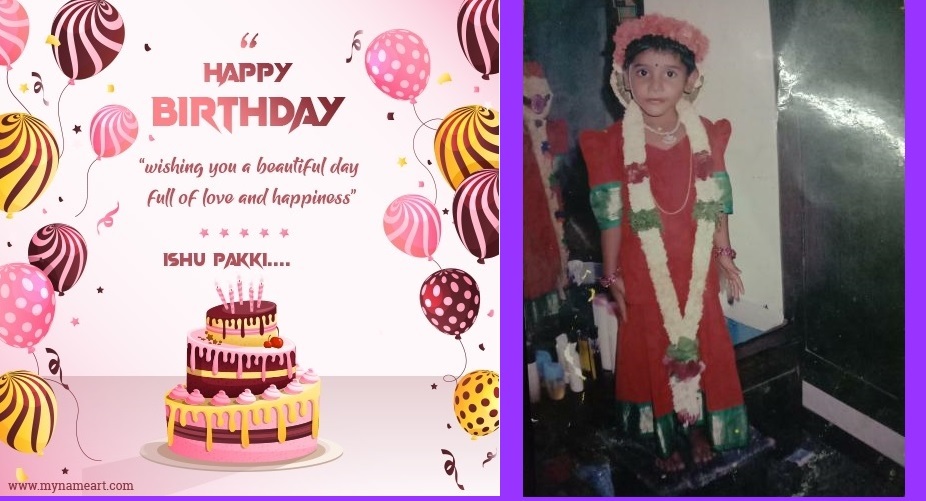 “
HAPPY
BIRTHDAY
“wishing you a beautiful day
full of love and happiness”
ISHU PAKKI....
www.mynameart.com